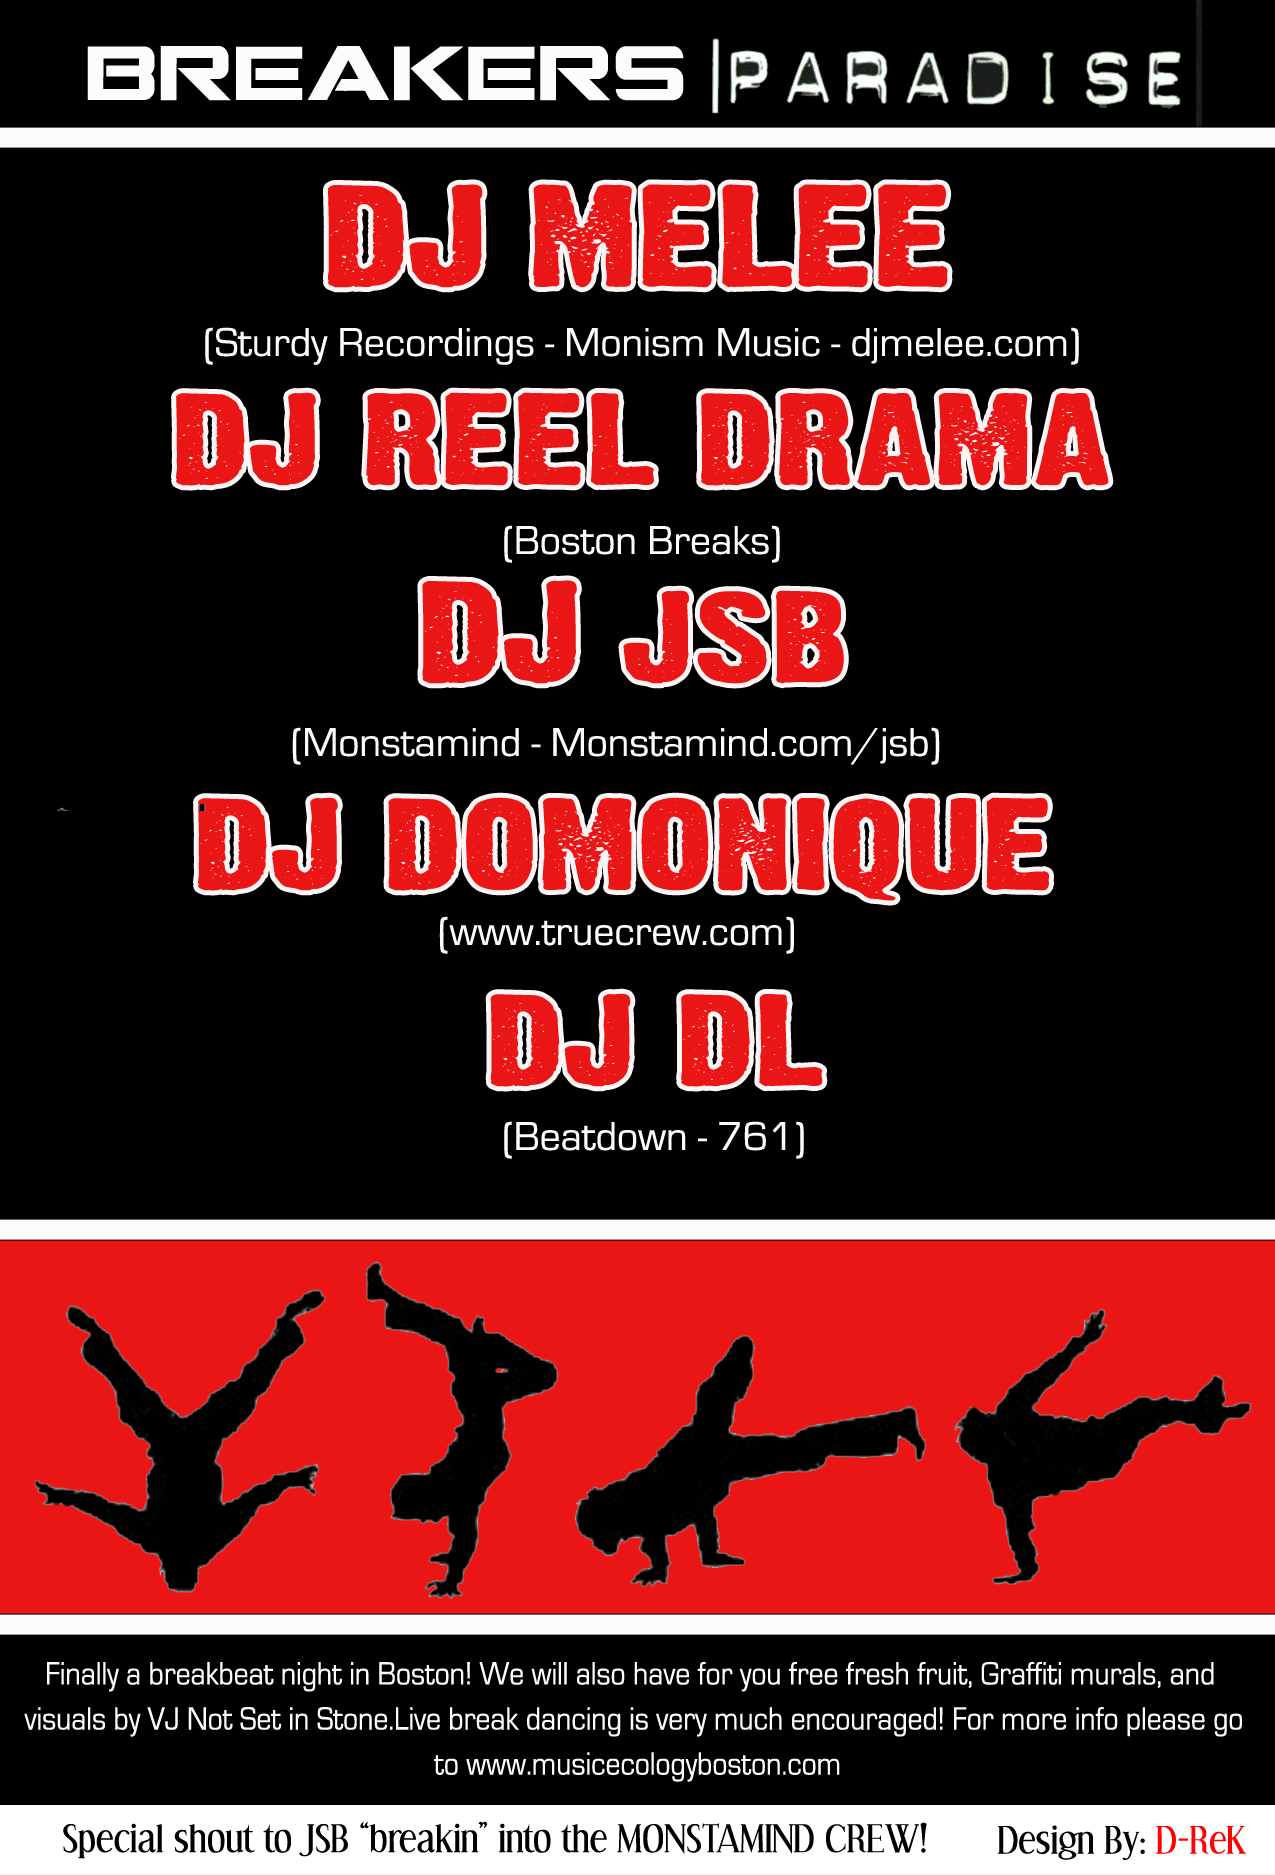 BREAKERS |PARADISE
DJ MELEE
(Sturdy Recordings - Monism Music - djmelee.com)
DJ REEL DRAMA
(Boston Breaks)
DJ JSB
(Monstamind - Monstamind.com/jsb)
DJ DOMONIQUE
(www.truecrew.com)
DJ DL
(Beatdown - 761)
Finally a breakbeat night in Boston! We will also have for you free fresh fruit, Graffiti murals, and
visuals by VJ Not Set in Stone.Live break dancing is very much encouraged! For more info please go
to www.musicecologyboston.com
Special shout to JSB “breakin” into the MONSTAMIND CREW! Design By: D-ReK